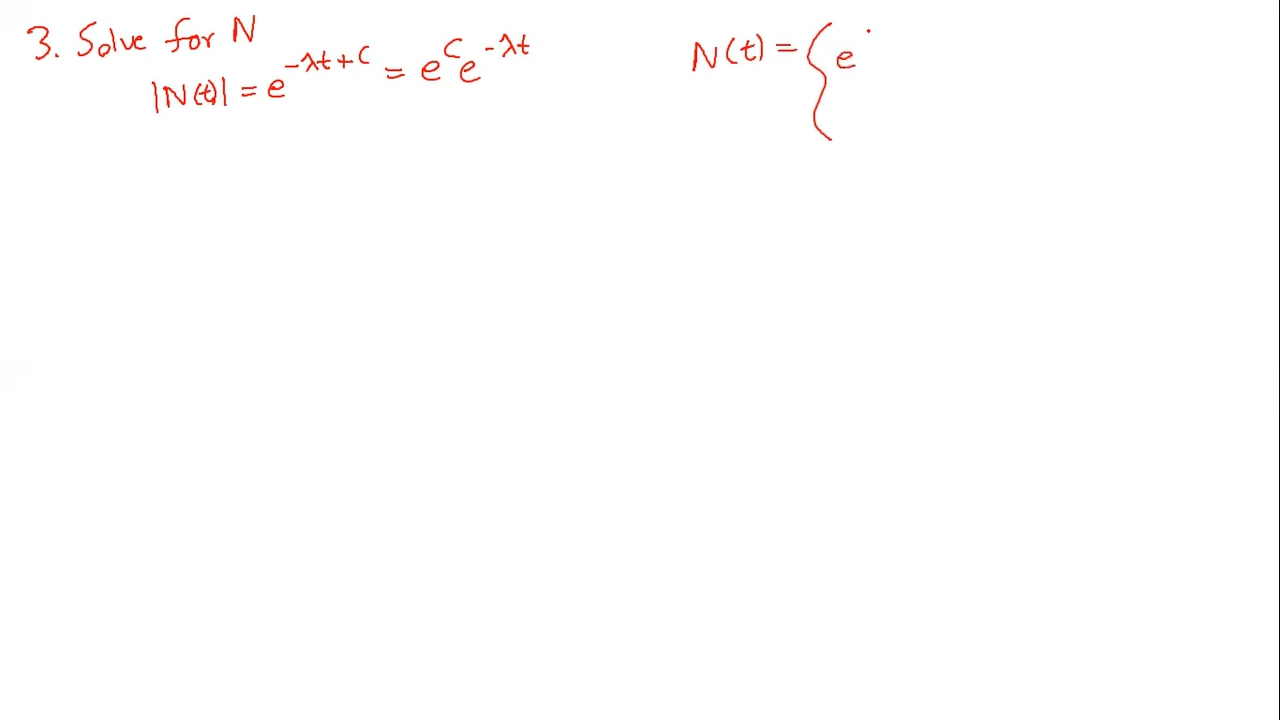 3. Solve for N
|N(t)| = e^{-λt+C} = e^C e^{-λt}
N(t) = { e